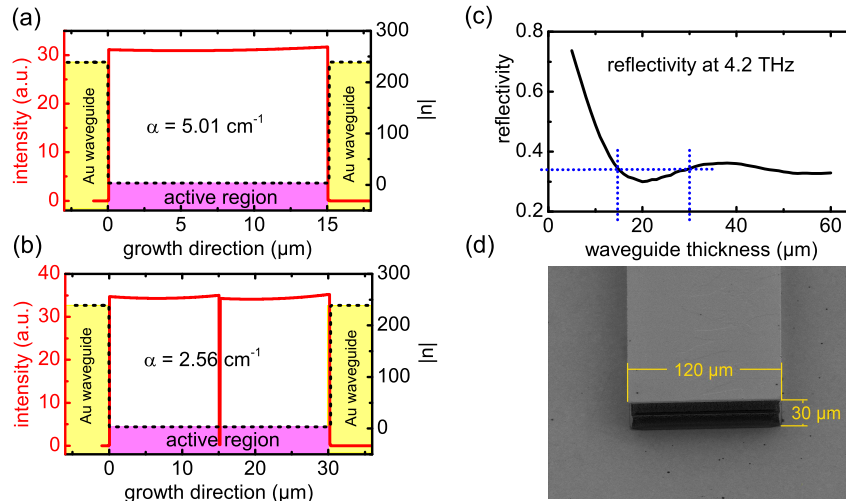 (a)
intensity (a.u.)
30
20
10
0
Au waveguide
α = 5.01 cm⁻¹
active region
Au waveguide
300
200
100
0
|n|
0 5 10 15
growth direction (µm)
(b)
intensity (a.u.)
40
30
20
10
0
Au waveguide
α = 2.56 cm⁻¹
active region
Au waveguide
300
200
100
0
|n|
0 10 20 30
growth direction (µm)
(c)
reflectivity
0.8
0.6
0.4
0.2
reflectivity at 4.2 THz
0 20 40 60
waveguide thickness (µm)
(d)
120 µm
30 µm